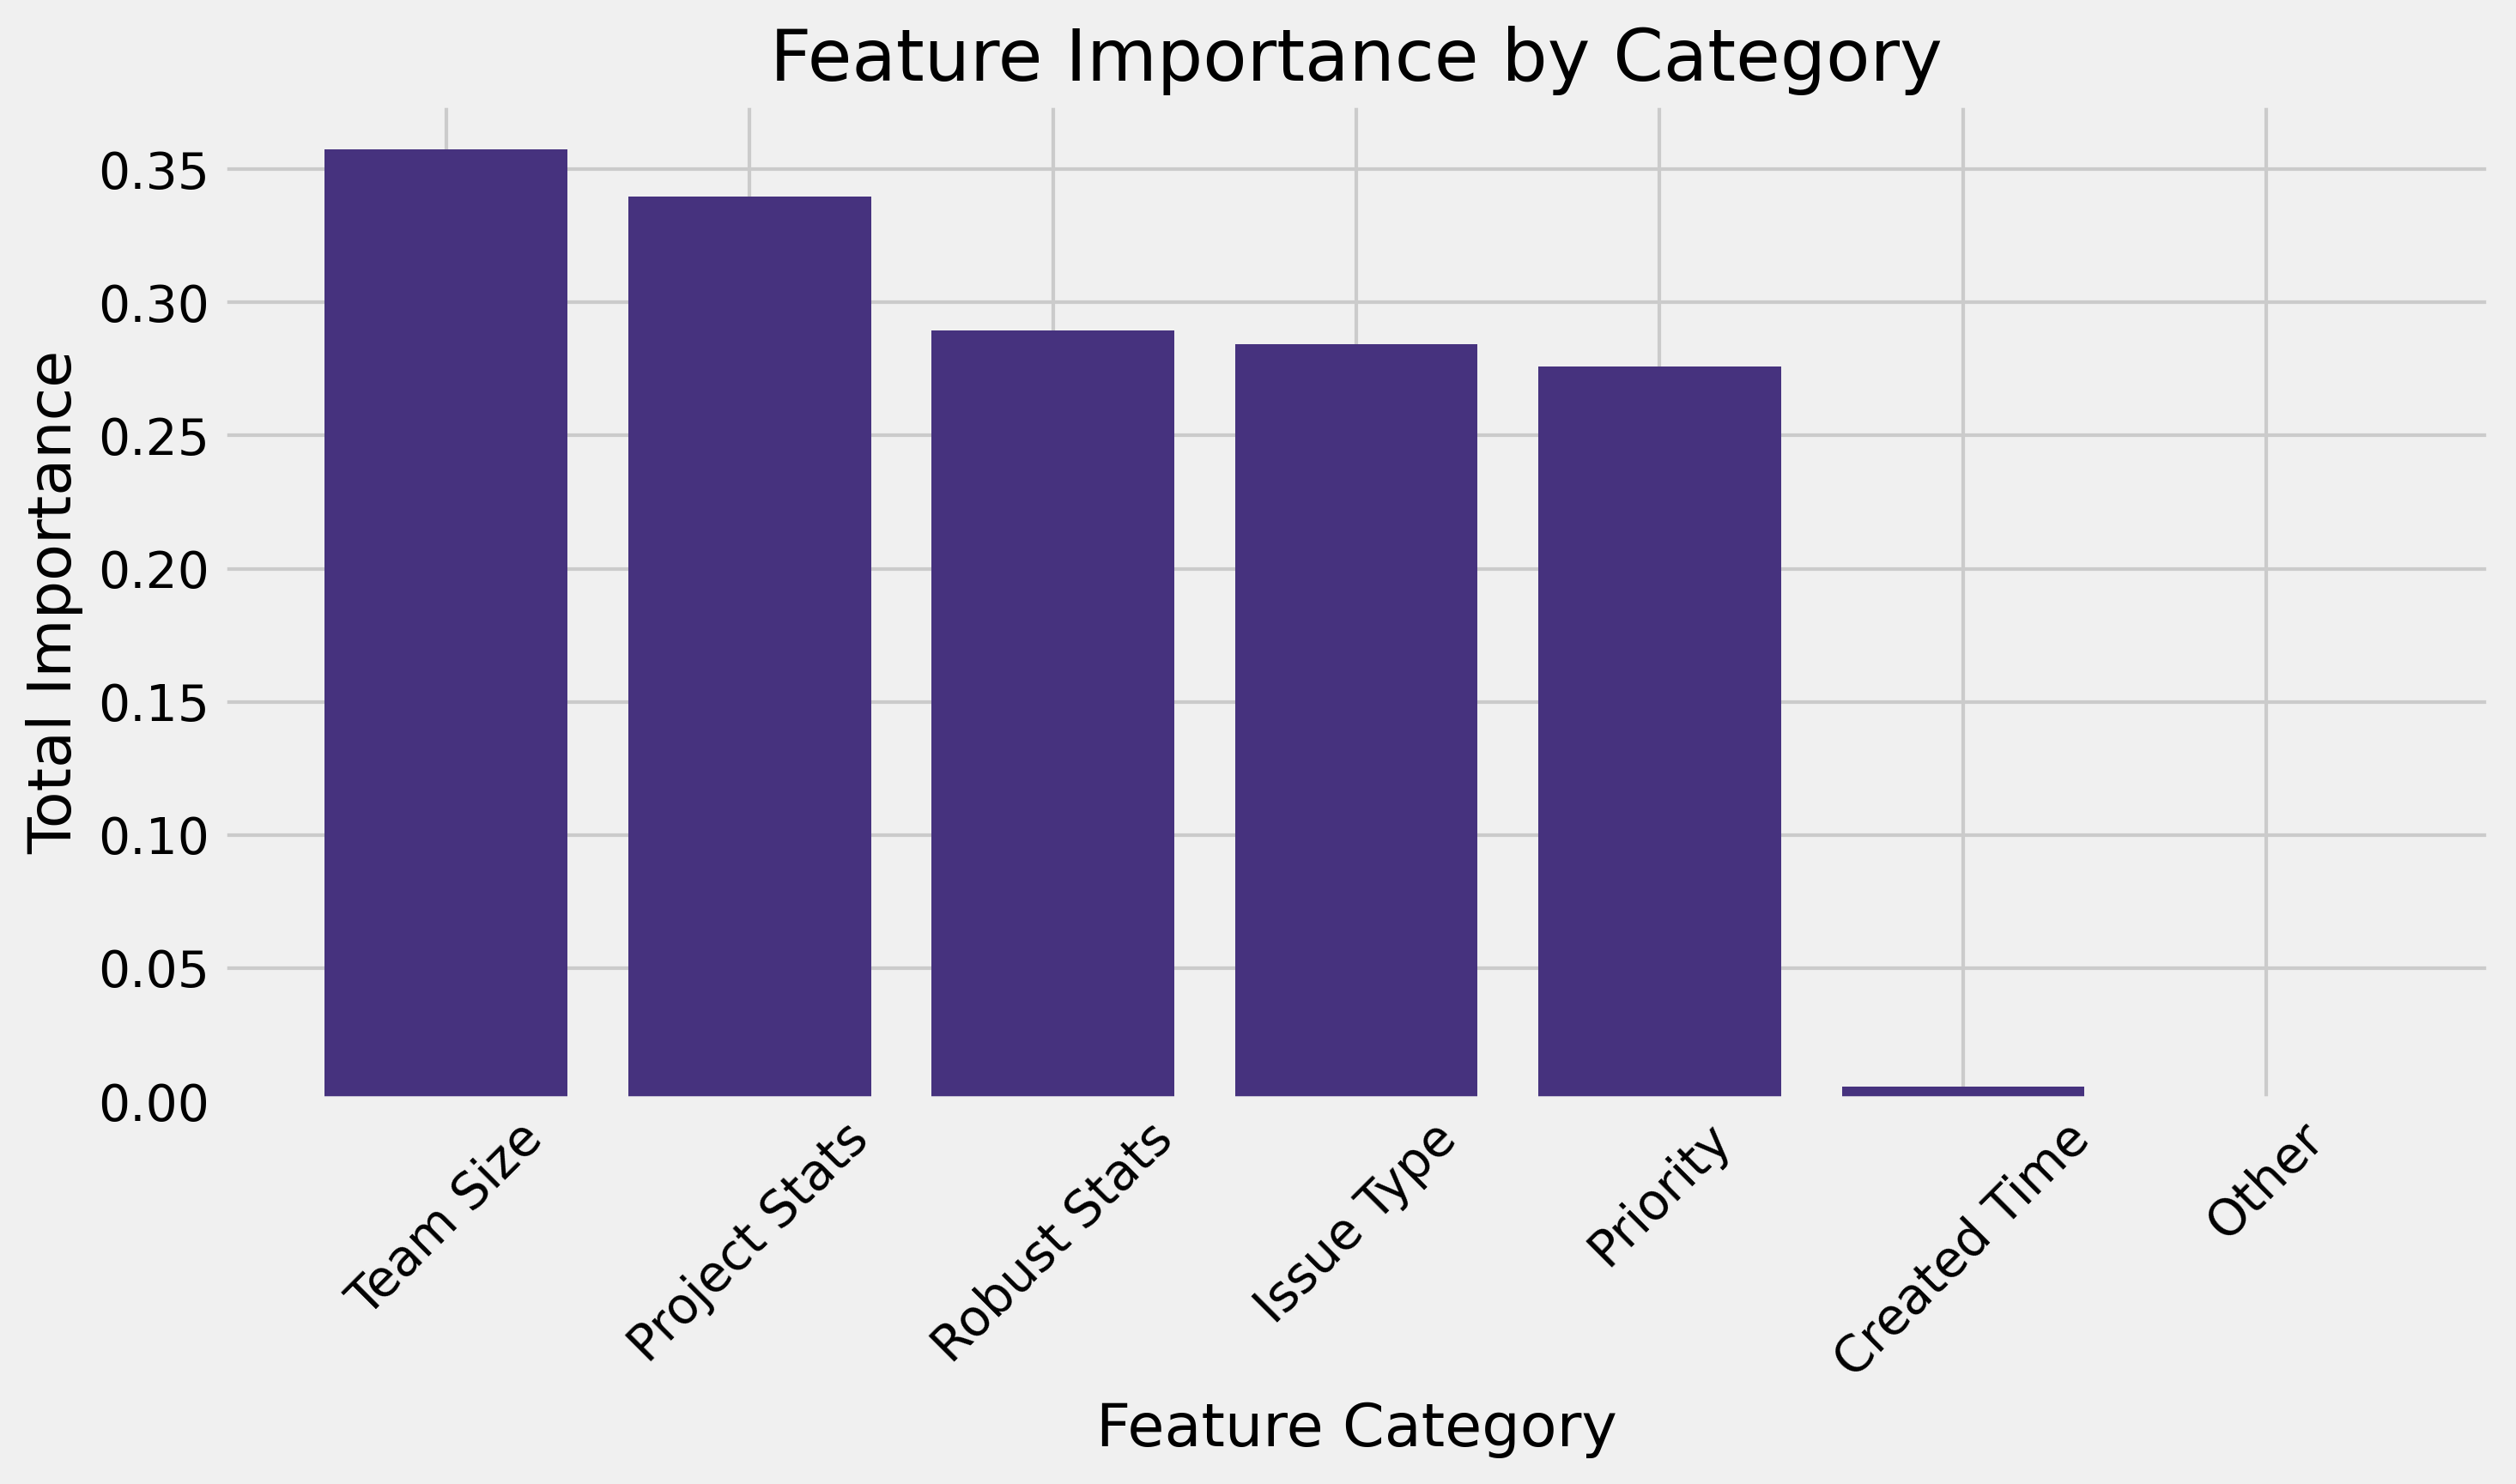 Feature Importance by Category
Total Importance
0.35
0.30
0.25
0.20
0.15
0.10
0.05
0.00
Team Size
Project Stats
Robust Stats
Issue Type
Priority
Created Time
Other
Feature Category